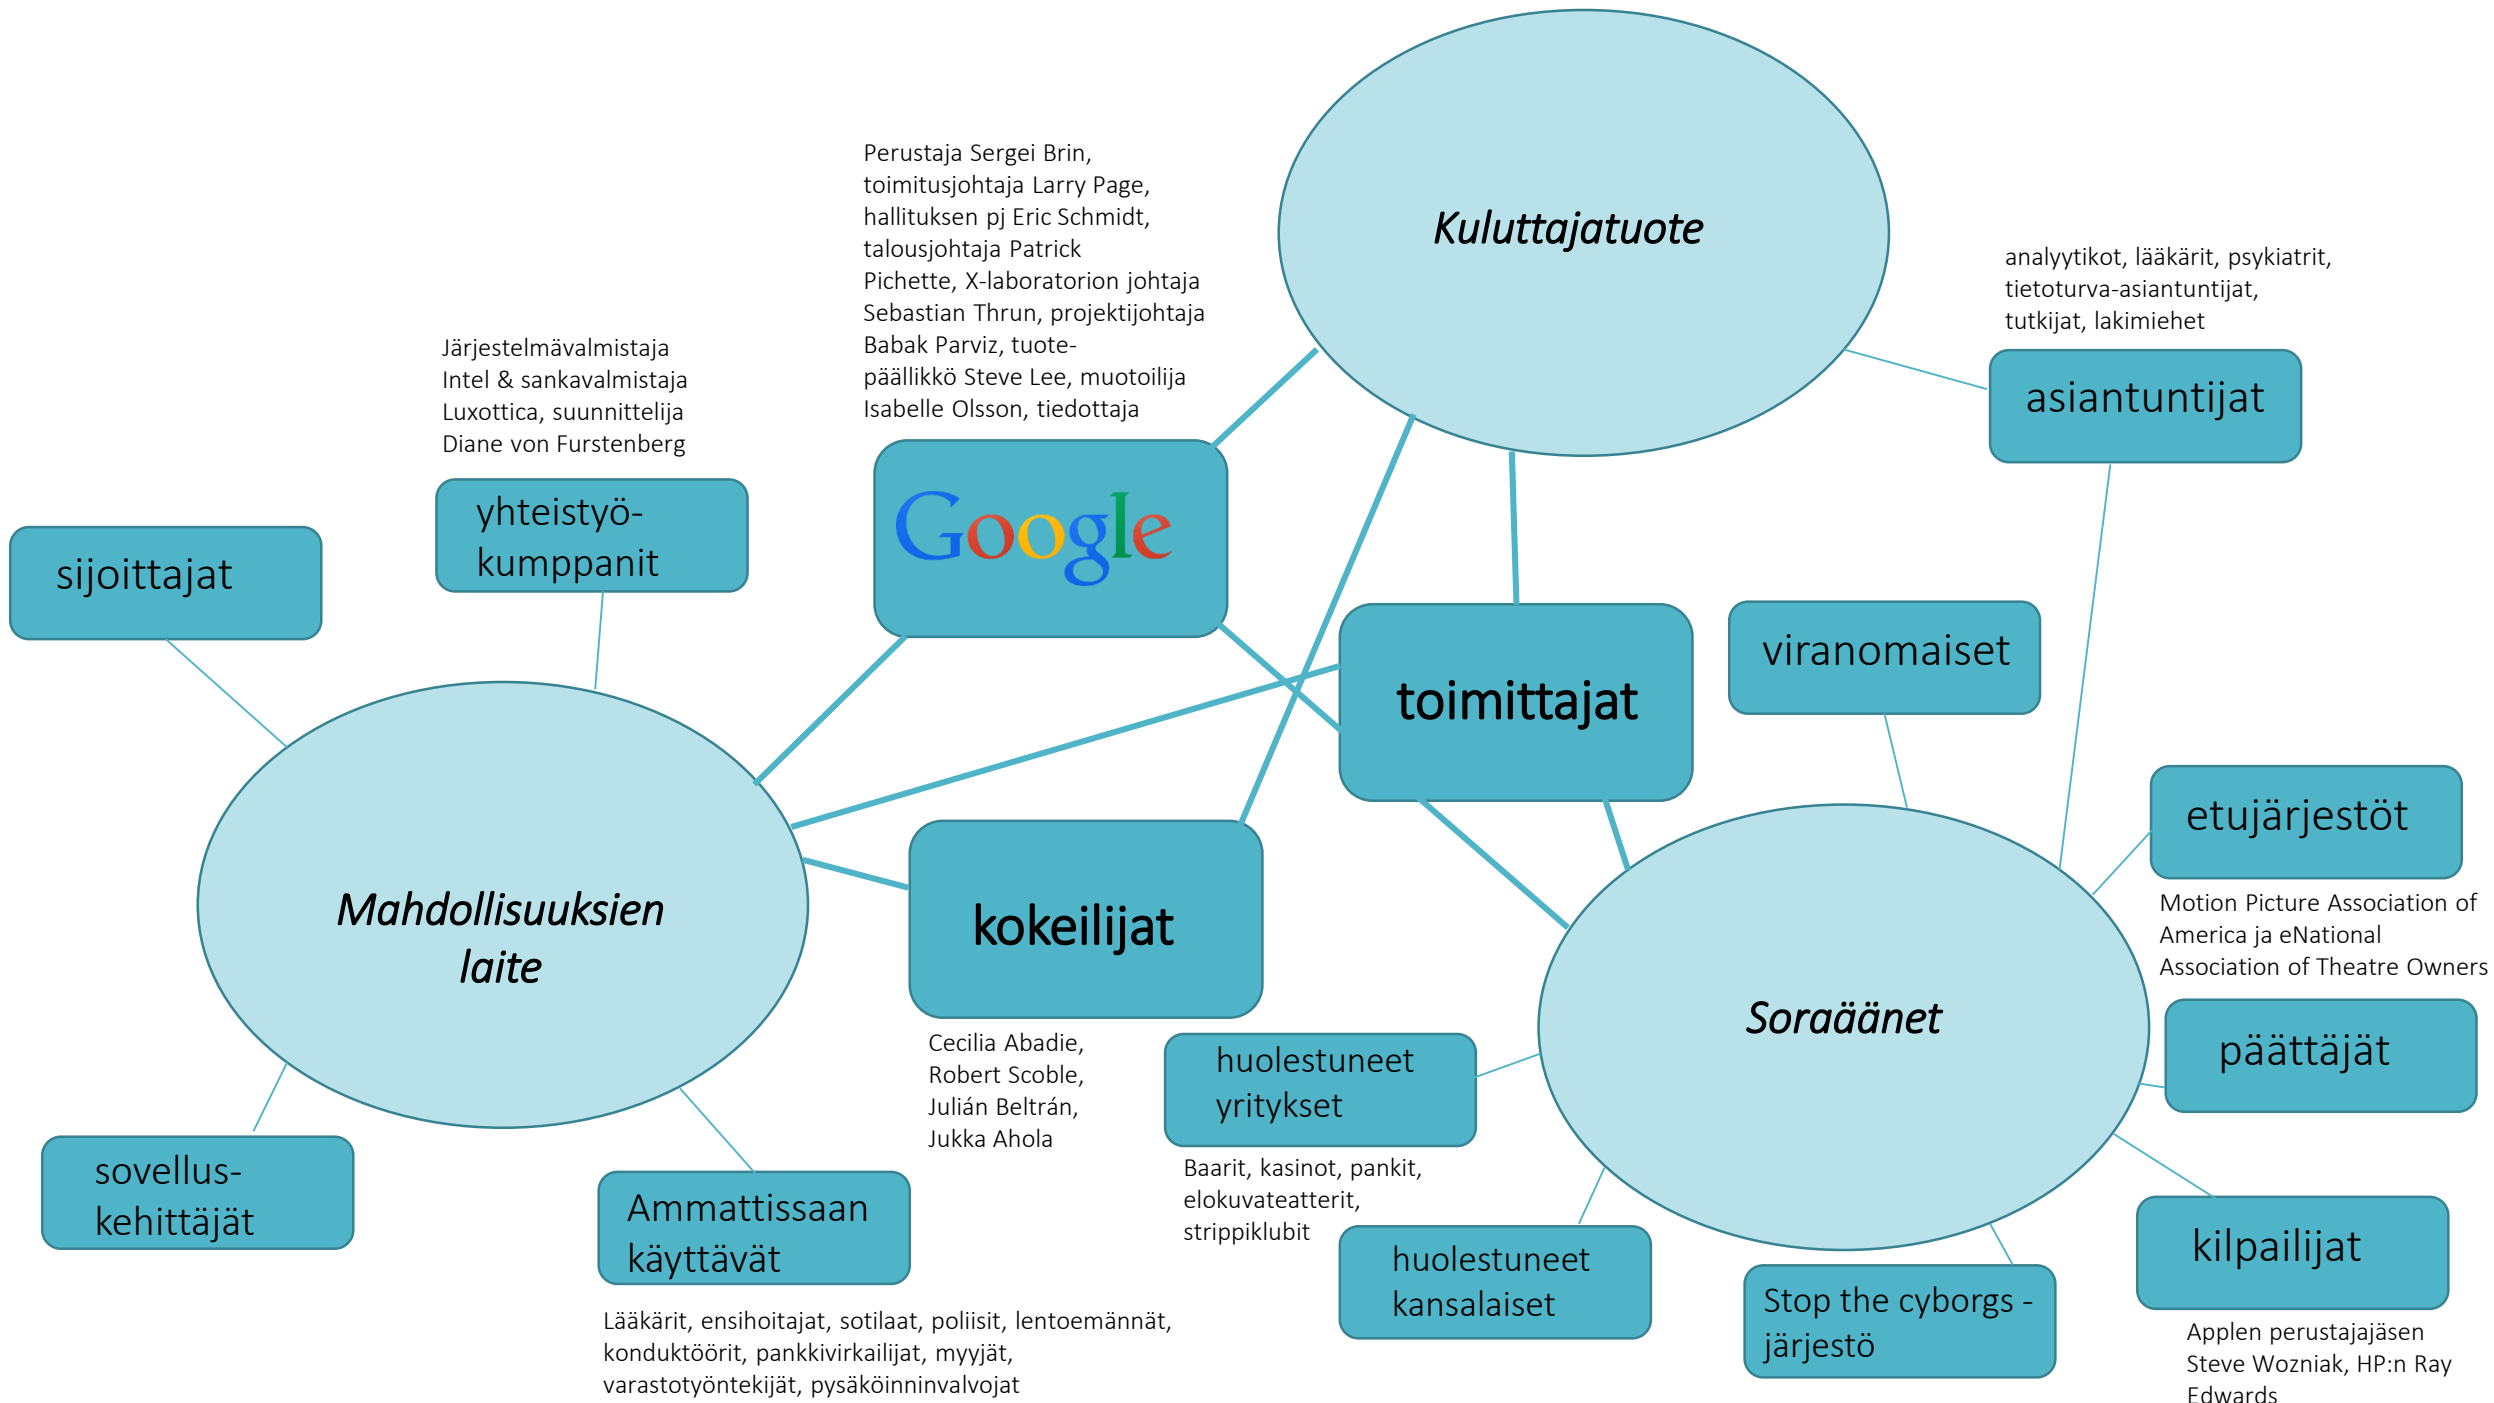 Kuluttajatuote
Perustaja Sergei Brin,
toimitusjohtaja Larry Page,
hallituksen pj Eric Schmidt,
talousjohtaja Patrick
Pichette, X-laboratorion johtaja
Sebastian Thrun, projektijohtaja
Babak Parviz, tuote-
päällikkö Steve Lee, muotoilija
Isabelle Olsson, tiedottaja
Google
analyytikot, lääkärit, psykiatrit,
tietoturva-asiantuntijat,
tutkijat, lakimiehet
asiantuntijat
Järjestelmävalmistaja
Intel & sankavalmistaja
Luxottica, suunnittelija
Diane von Furstenberg
yhteistyö-
kumppanit
sijoittajat
toimittajat
viranomaiset
etujärjestöt
Motion Picture Association of
America ja eNational
Association of Theatre Owners
Mahdollisuuksien
laite
kokeilijat
Cecilia Abadie,
Robert Scoble,
Julián Beltrán,
Jukka Ahola
Soraäänet
päättäjät
huolestuneet
yritykset
Baarit, kasinot, pankit,
elokuvateatterit,
strippiklubit
sovellus-
kehittäjät
Ammattissaan
käyttävät
Lääkärit, ensihoitajat, sotilaat, poliisit, lentoemännät,
konduktöörit, pankkivirkailijat, myyjät,
varastotyöntekijät, pysäköinninvalvojat
huolestuneet
kansalaiset
Stop the cyborgs -
järjestö
kilpailijat
Applen perustajajäsen
Steve Wozniak, HP:n Ray
Edwards